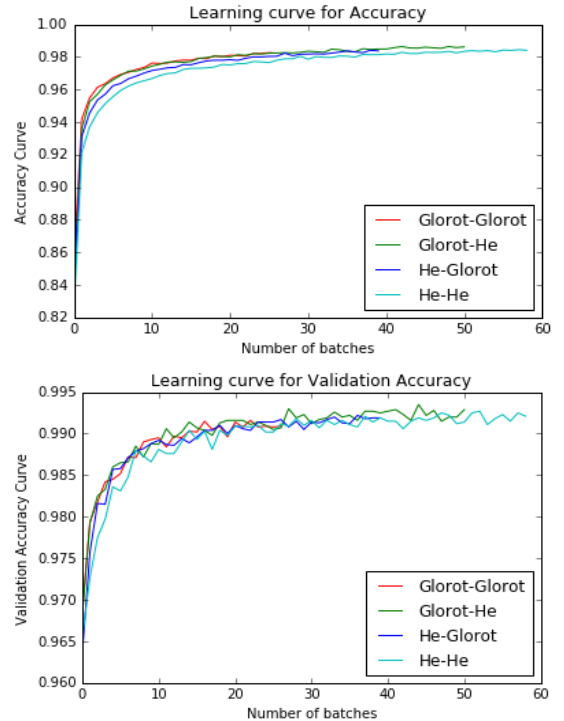 Learning curve for Accuracy
1.00
0.98
0.96
0.94
0.92
0.90
0.88
0.86
0.84
0.82
Accuracy Curve
Glorot-Glorot
Glorot-He
He-Glorot
He-He
0 10 20 30 40 50 60
Number of batches
Learning curve for Validation Accuracy
0.995
0.990
0.985
0.980
0.975
0.970
0.965
0.960
Validation Accuracy Curve
Glorot-Glorot
Glorot-He
He-Glorot
He-He
0 10 20 30 40 50 60
Number of batches